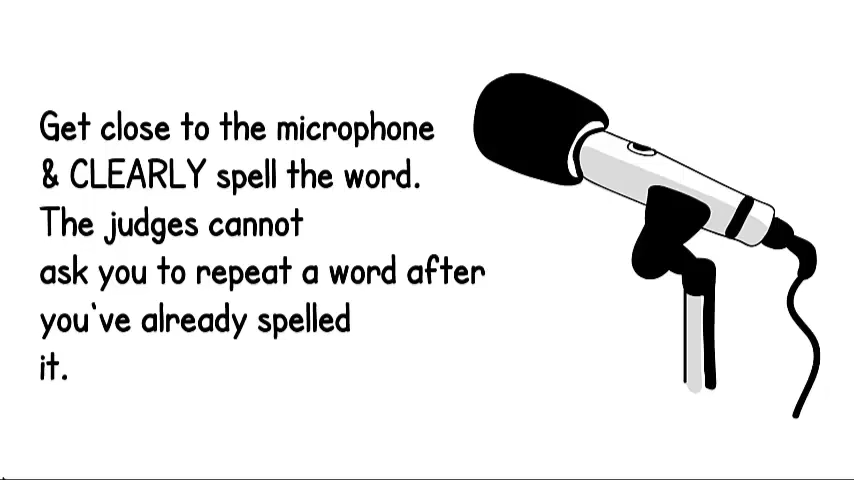 Get close to the microphone
& CLEARLY spell the word.
The judges cannot
ask you to repeat a word after
you've already spelled
it.